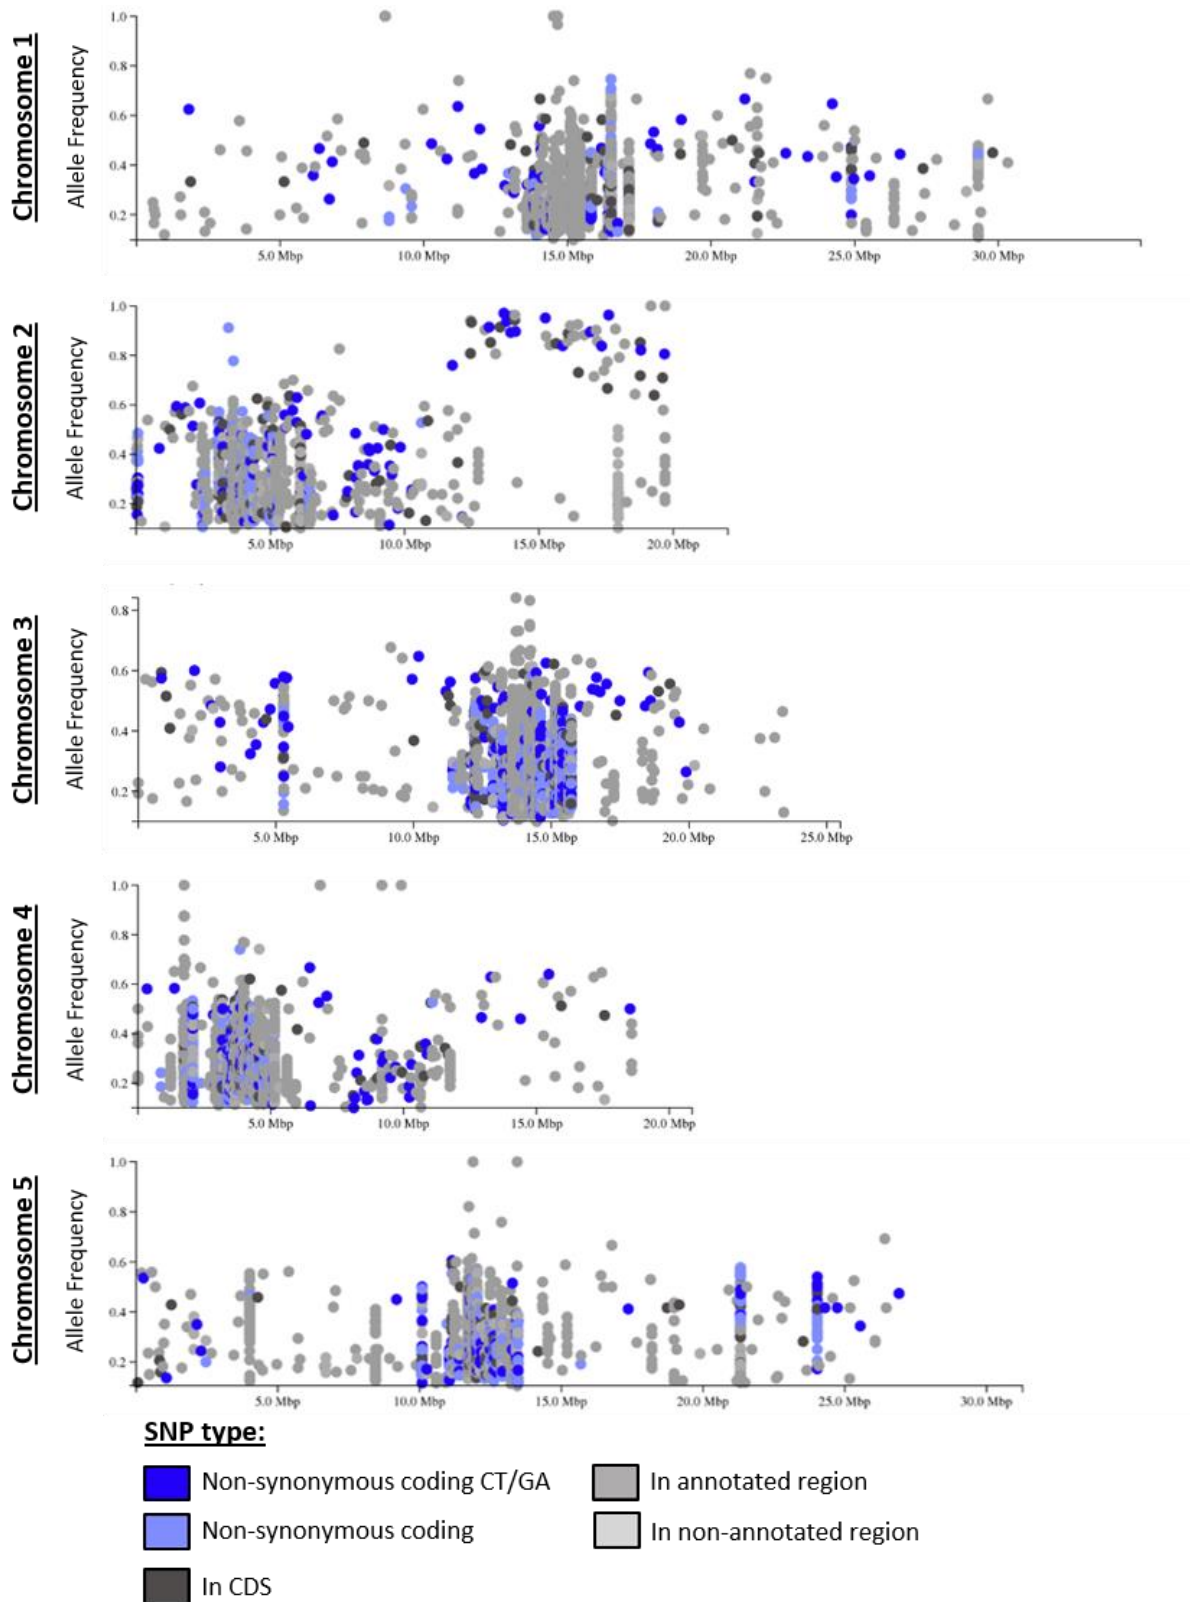 Chromosome 1
Allele Frequency
1.0
0.8
0.6
0.4
0.2
5.0 Mbp 10.0 Mbp 15.0 Mbp 20.0 Mbp 25.0 Mbp 30.0 Mbp
Chromosome 2
Allele Frequency
1.0
0.8
0.6
0.4
0.2
5.0 Mbp 10.0 Mbp 15.0 Mbp 20.0 Mbp
Chromosome 3
Allele Frequency
0.8
0.6
0.4
0.2
5.0 Mbp 10.0 Mbp 15.0 Mbp 20.0 Mbp 25.0 Mbp
Chromosome 4
Allele Frequency
1.0
0.8
0.6
0.4
0.2
5.0 Mbp 10.0 Mbp 15.0 Mbp 20.0 Mbp
Chromosome 5
Allele Frequency
1.0
0.8
0.6
0.4
0.2
5.0 Mbp 10.0 Mbp 15.0 Mbp 20.0 Mbp 25.0 Mbp 30.0 Mbp
SNP type:
Non-synonymous coding CT/GA
In annotated region
Non-synonymous coding
In non-annotated region
In CDS